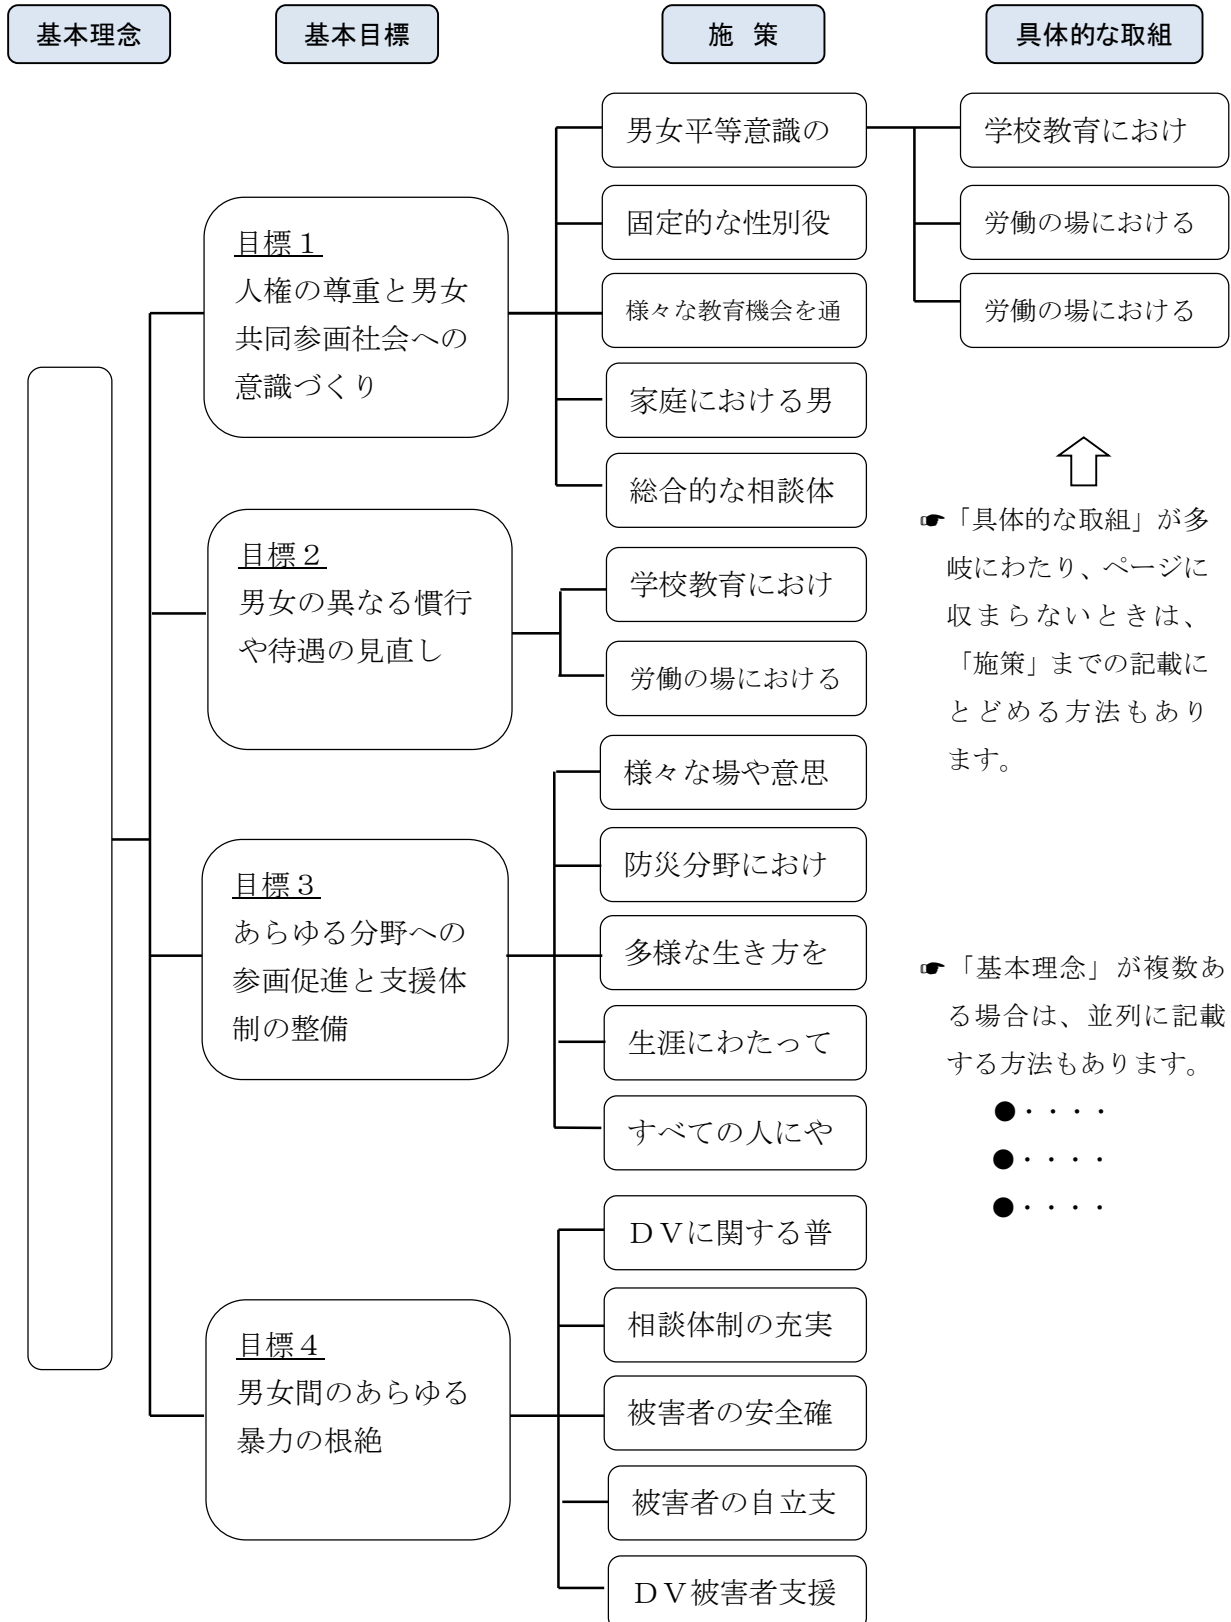 基本理念
基本目標
施 策
具体的な取組
目標１
人権の尊重と男女
共同参画社会への
意識づくり
男女平等意識の
固定的な性別役
様々な教育機会を通
家庭における男
総合的な相談体
学校教育におけ
労働の場における
労働の場における
目標２
男女の異なる慣行
や待遇の見直し
学校教育におけ
労働の場における
目標３
あらゆる分野への
参画促進と支援体
制の整備
様々な場や意思
防災分野におけ
多様な生き方を
生涯にわたって
すべての人にや
目標４
男女間のあらゆる
暴力の根絶
ＤＶに関する普
相談体制の充実
被害者の安全確
被害者の自立支
ＤＶ被害者支援
☛「具体的な取組」が多
岐にわたり、ページに
収まらないときは、
「施策」までの記載に
とどめる方法もあり
ます。
☛「基本理念」が複数あ
る場合は、並列に記載
する方法もあります。
●・・・・
●・・・・
●・・・・